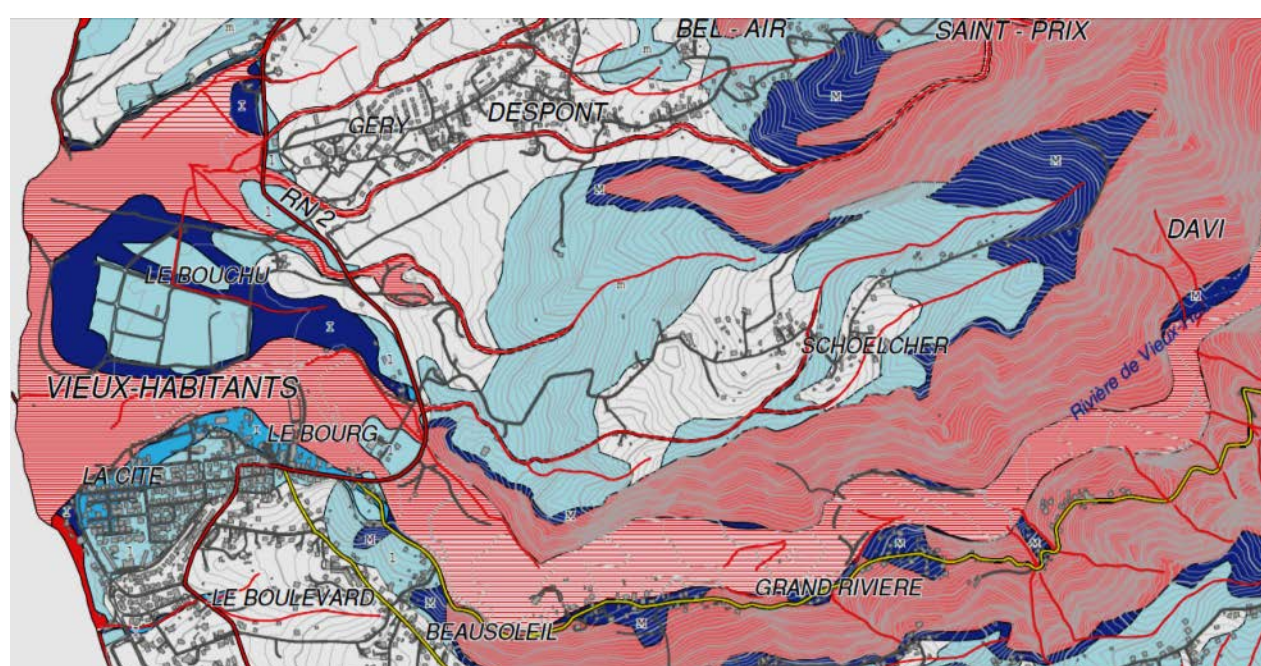 BEL - AIR
SAINT - PRIX
m
m
I
M
DESPONT
GERY
M
M
l
RN 2
DAVI
LE BOUCHU
m
M
I
l
SCHOELCHER
Rivière de Vieux-Ha
VIEUX-HABITANTS
I
LE BOURG
LA CITE
M
M
M
M
l
l
GRAND RIVIERE
LE BOULEVARD
M
M
BEAUSOLEIL